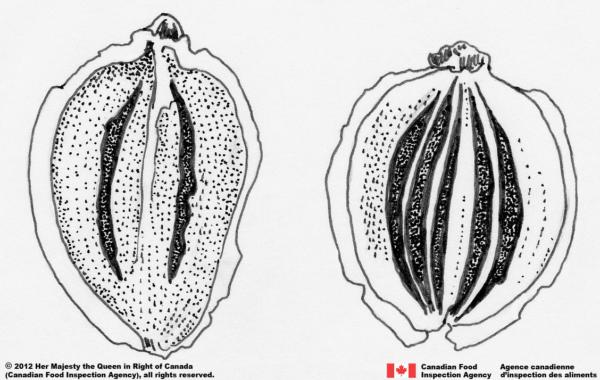 © 2012 Her Majesty the Queen in Right of Canada
(Canadian Food Inspection Agency), all rights reserved.
Canadian Food
Inspection Agency
Agence canadienne
d'inspection des aliments